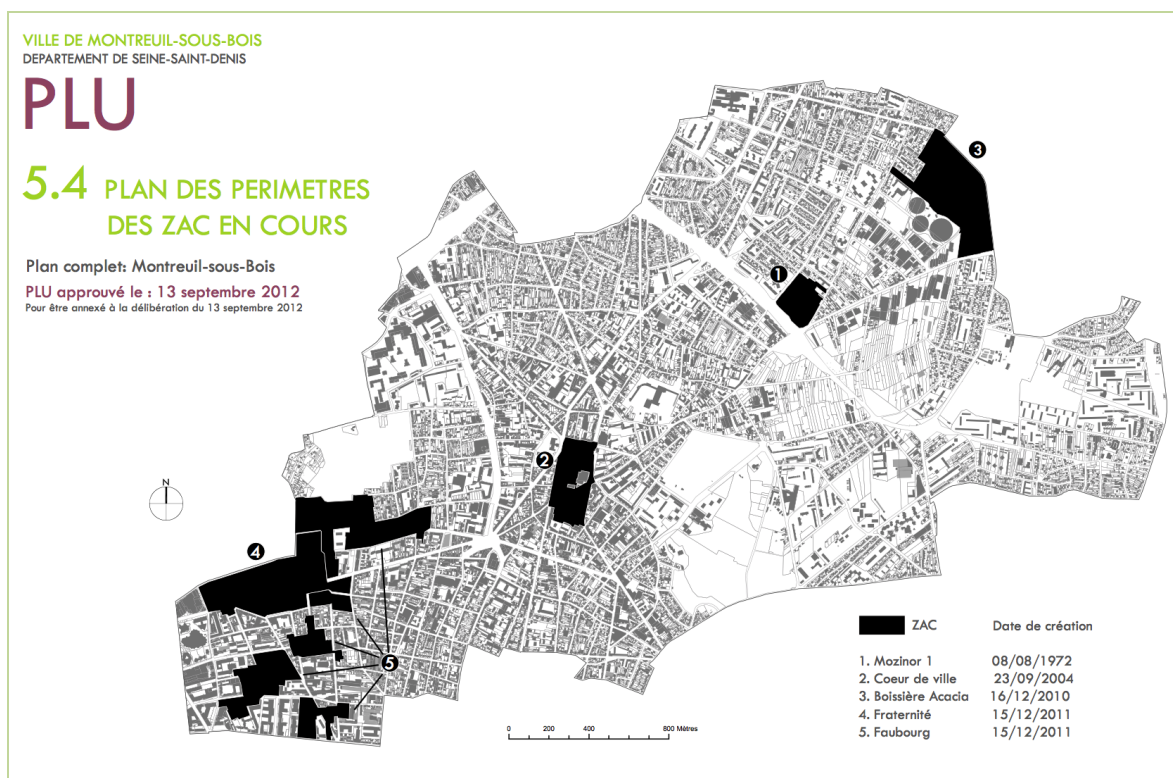 VILLE DE MONTREUIL-SOUS-BOIS
DEPARTEMENT DE SEINE-SAINT-DENIS
PLU
5.4 PLAN DES PERIMETRES
DES ZAC EN COURS
Plan complet: Montreuil-sous-Bois
PLU approuvé le : 13 septembre 2012
Pour être annexé à la délibération du 13 septembre 2012
3
1
2
N
4
5
ZAC Date de création
1. Mozinor 1 08/08/1972
2. Coeur de ville 23/09/2004
3. Boissière Acacia 16/12/2010
4. Fraternité 15/12/2011
5. Faubourg 15/12/2011
0 200 400 800 Mètres